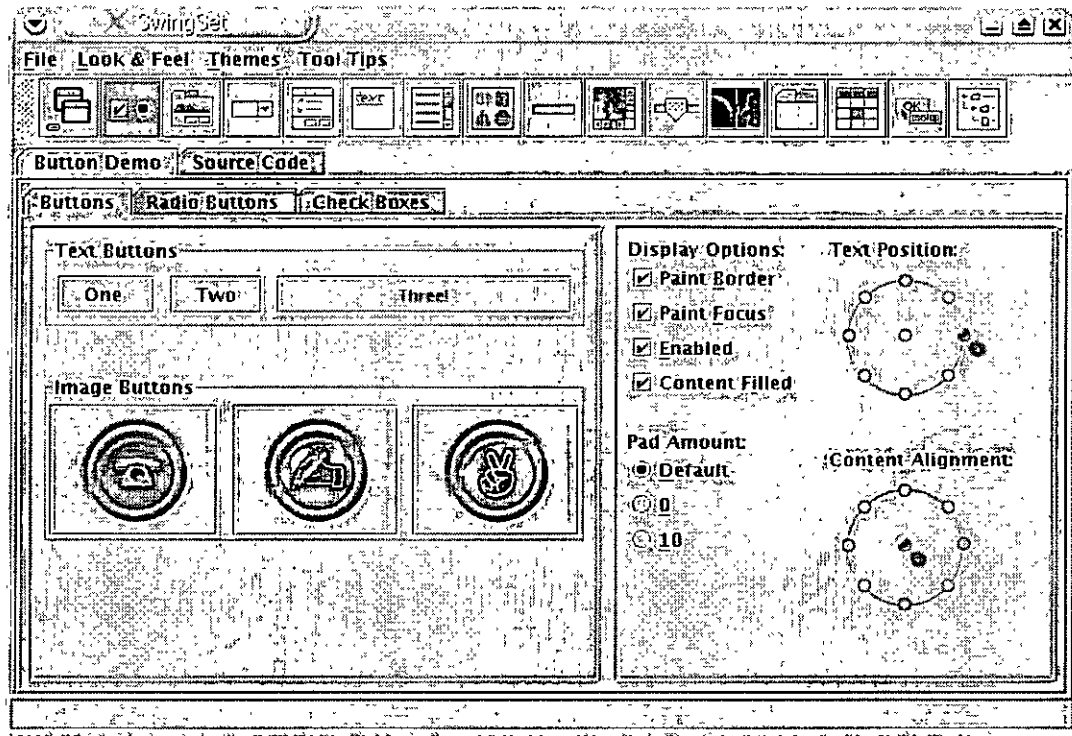 SwingSet
File Look & Feel Themes Tool Tips
text
Button Demo Source Code
Buttons Radio Buttons Check Boxes
Text Buttons
One Two Three!
Image Buttons
Display Options:
Paint Border
Paint Focus
Enabled
Content Filled
Text Position:
Pad Amount:
Default
0
10
Content Alignment: